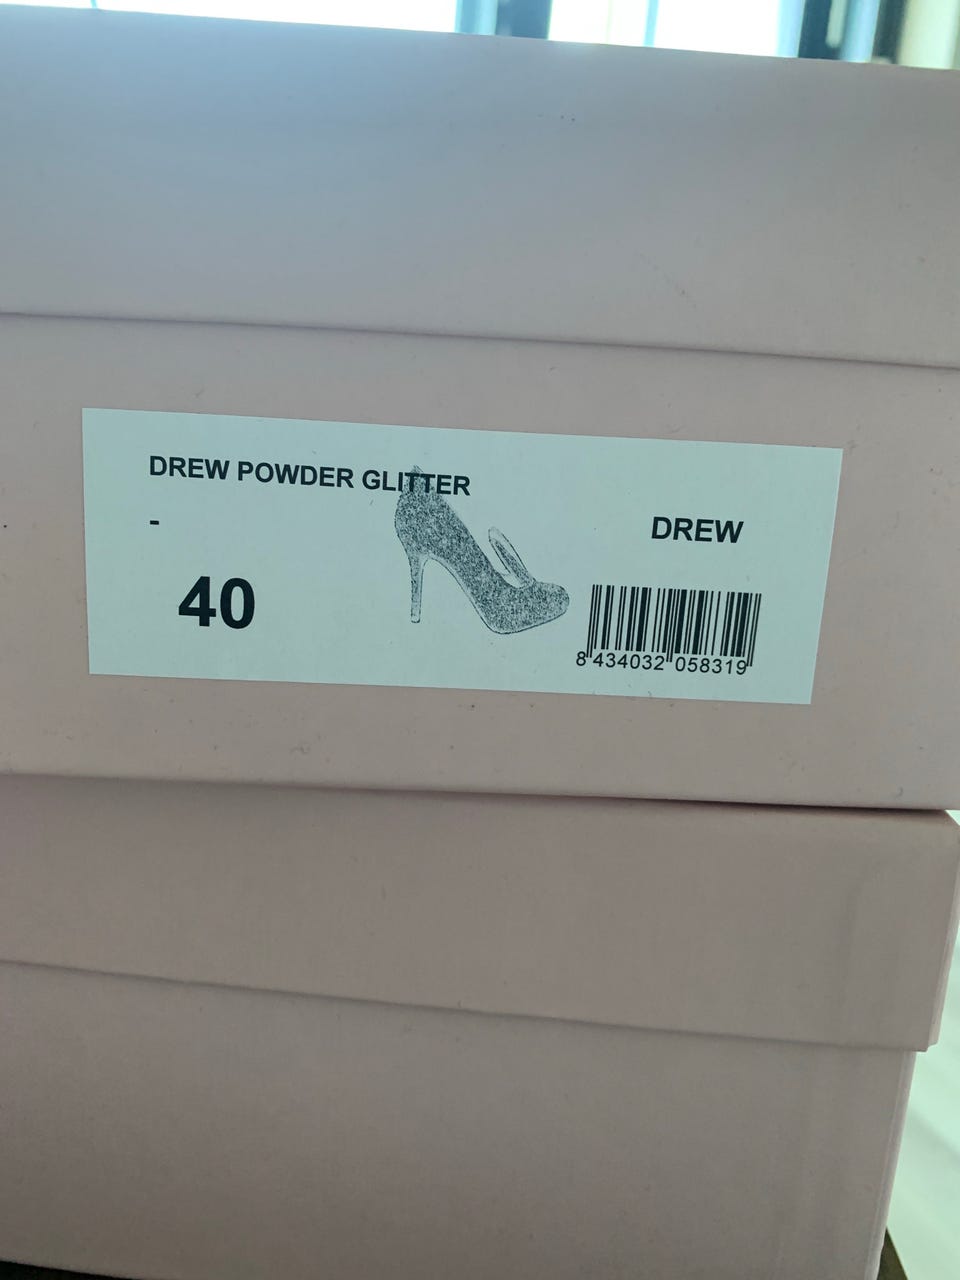 DREW POWDER GLITTER
-
DREW
40
8 434032 058319